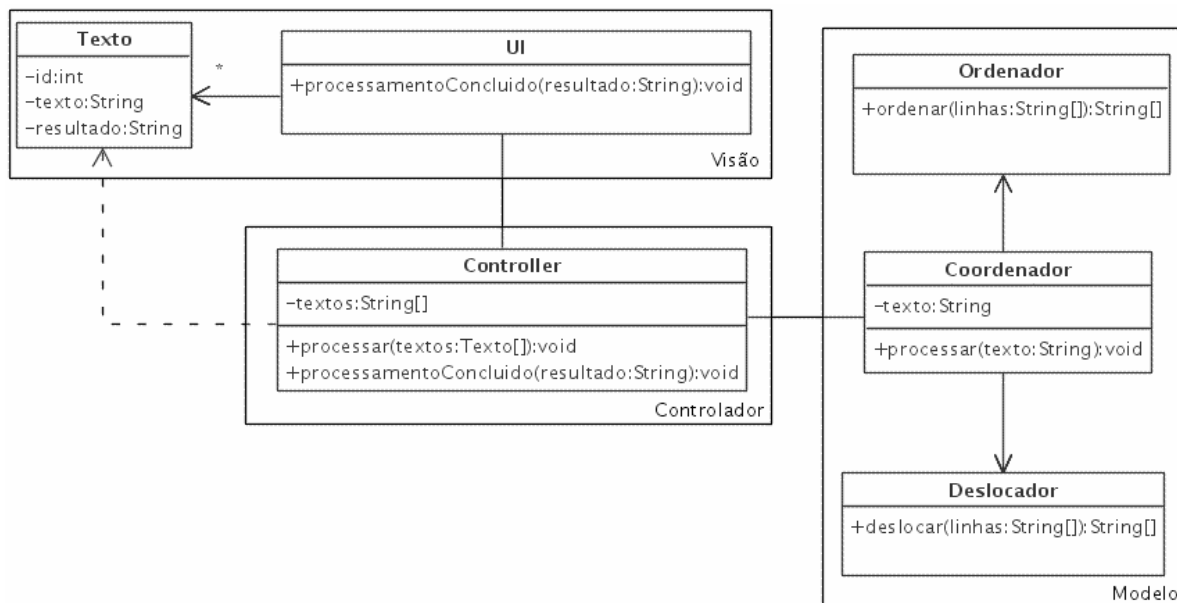 Texto
-id:int
-texto:String
-resultado:String
*
UI
+processamentoConcluido(resultado:String):void
Visão
Controller
-textos:String[]
+processar(textos:Texto[]):void
+processamentoConcluido(resultado:String):void
Controlador
Ordenador
+ordenar(linhas:String[]):String[]
Coordenador
-texto:String
+processar(texto:String):void
Deslocador
+deslocar(linhas:String[]):String[]
Modelo